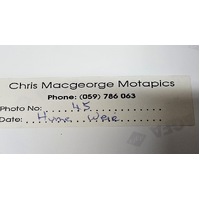 Chris Macgeorge Motapics
Phone: (059) 786 063
Photo No: 45
Date: Hume Weir